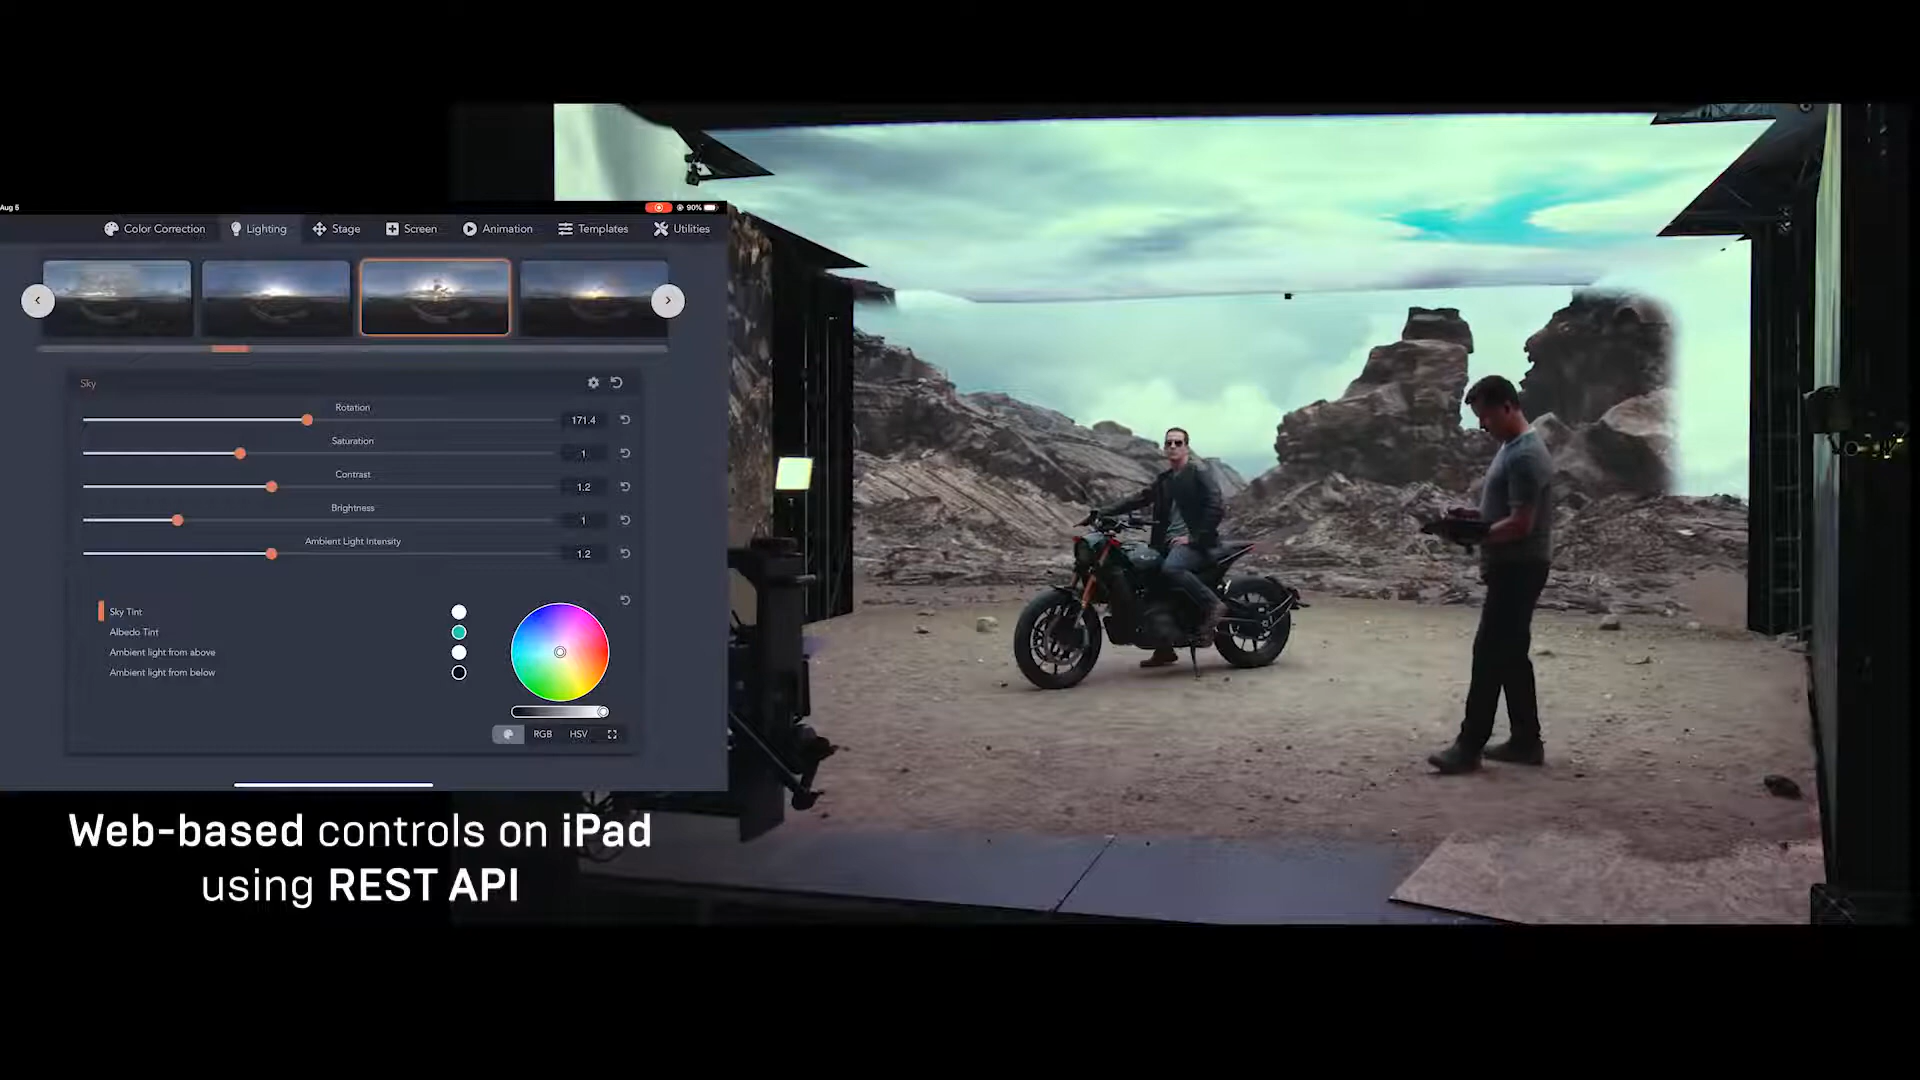 Aug 5
90%
Color Correction Lighting Stage Screen Animation Templates Utilities
Sky
Rotation
171.4
Saturation
1
Contrast
1.2
Brightness
1
Ambient Light Intensity
1.2
Sky Tint
Albedo Tint
Ambient light from above
Ambient light from below
RGB HSV
Web-based controls on iPad
using REST API